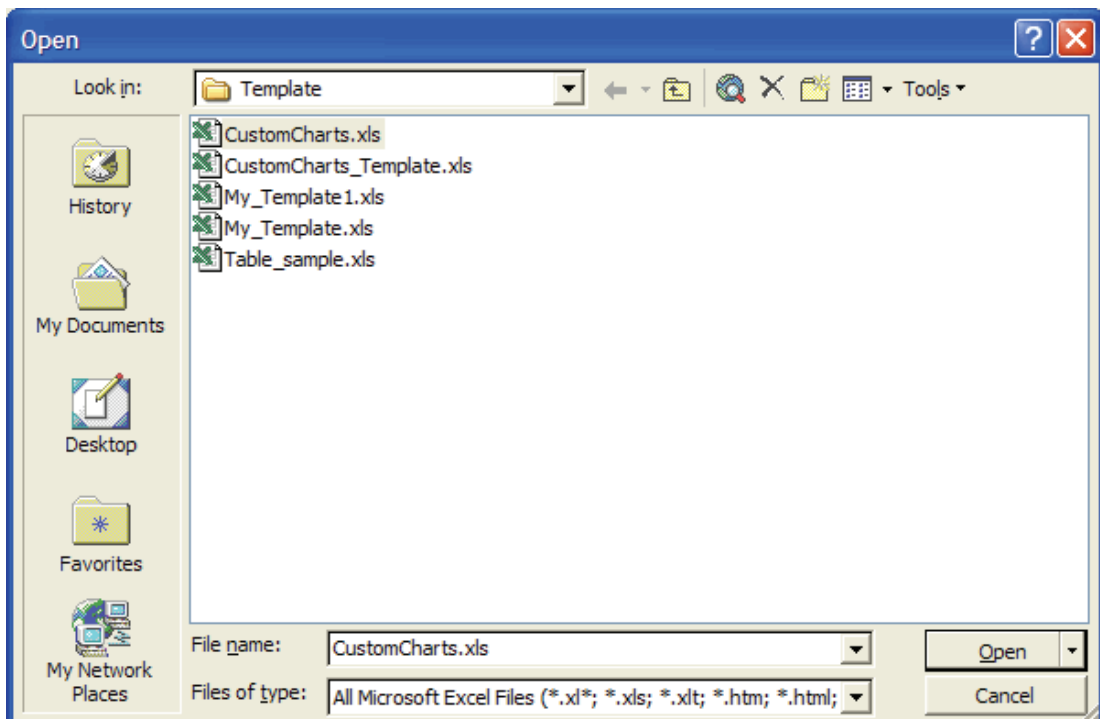 Open
Look in:
Template
Tools
CustomCharts.xls
CustomCharts_Template.xls
My_Template1.xls
My_Template.xls
Table_sample.xls
History
My Documents
Desktop
Favorites
My Network
Places
File name:
CustomCharts.xls
Open
Files of type:
All Microsoft Excel Files (*.xl*; *.xls; *.xlt; *.htm; *.html;
Cancel